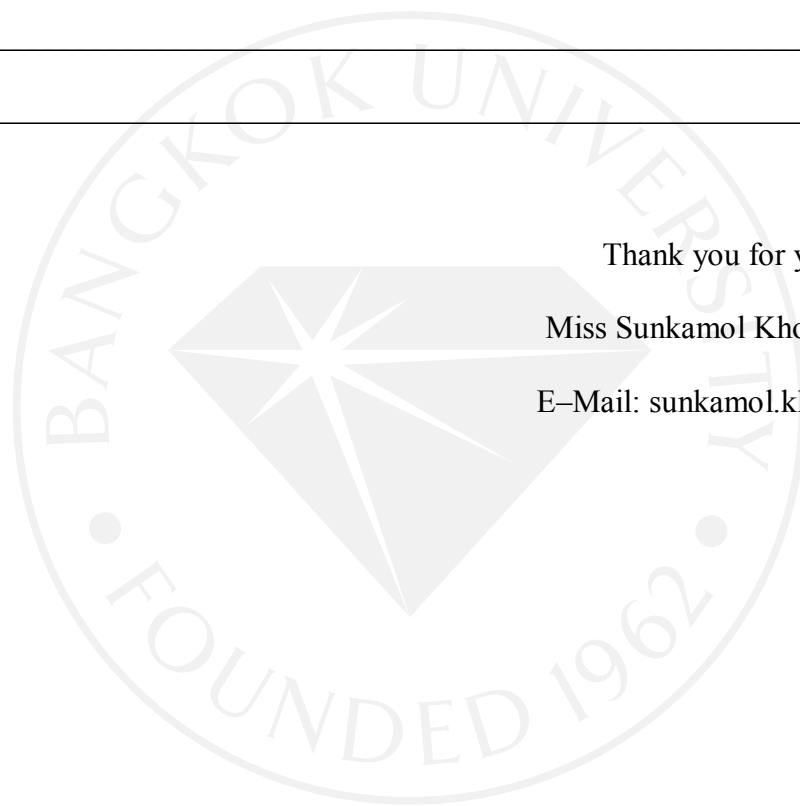 BANGKOK UNIVERSITY
Thank you for
Miss Sunkamol
E–Mail:
FOUNDED 1962